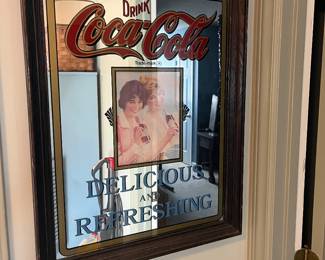 DRINK
Coca-Cola
DELICIOUS
AND
REFRESHING